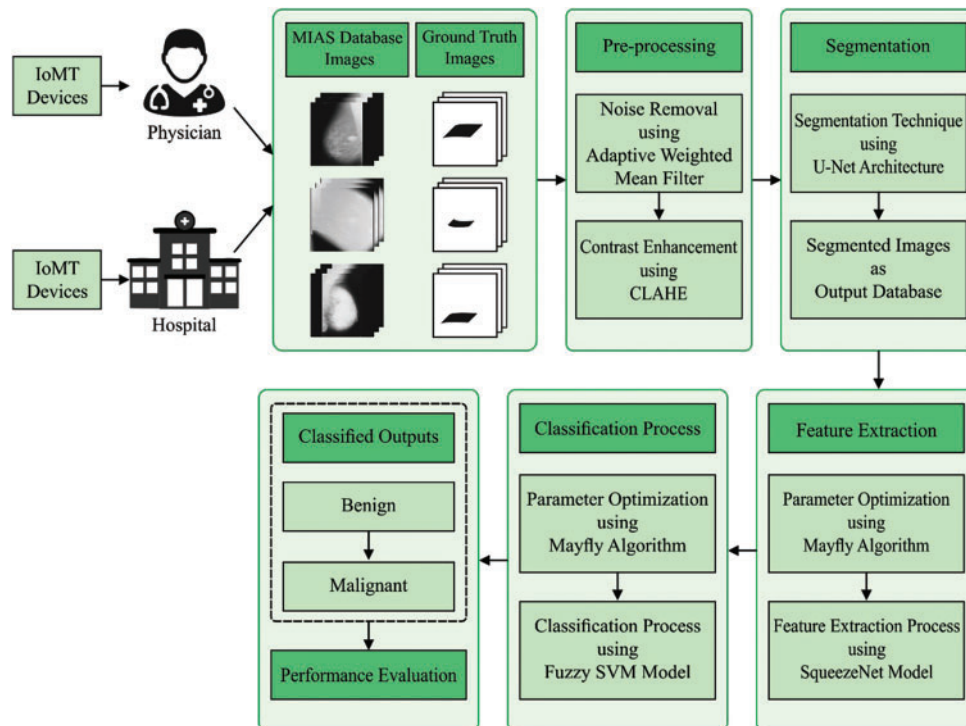 IoMT
Devices
Physician
IoMT
Devices
Hospital
MIAS Database
Images
Ground Truth
Images
Pre-processing
Noise Removal
using
Adaptive Weighted
Mean Filter
Contrast Enhancement
using
CLAHE
Segmentation
Segmentation Technique
using
U-Net Architecture
Segmented Images
as
Output Database
Classified Outputs
Benign
Malignant
Performance Evaluation
Classification Process
Parameter Optimization
using
Mayfly Algorithm
Classification Process
using
Fuzzy SVM Model
Feature Extraction
Parameter Optimization
using
Mayfly Algorithm
Feature Extraction Process
using
SqueezeNet Model